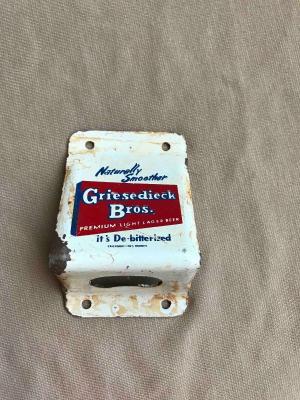 Naturally
Smoother
Griesedieck
Bros.
PREMIUM LIGHT LAGER BEER
it's De-bitterized